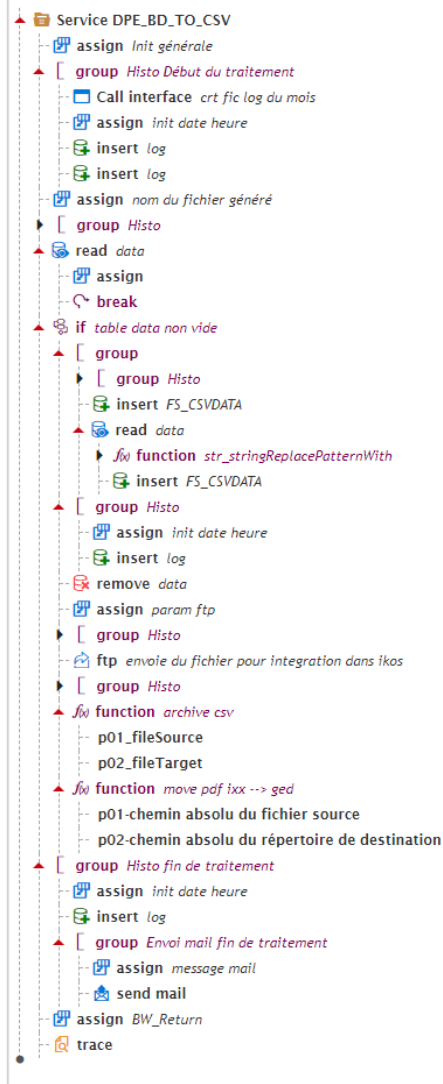 Service DPE_BD_TO_CSV
assign Init générale
group Histo Début du traitement
Call interface crt fic log du mois
assign init date heure
insert log
insert log
assign nom du fichier généré
group Histo
read data
assign
break
if table data non vide
group
group Histo
insert FS_CSVDATA
read data
f(x) function str_stringReplacePatternWith
insert FS_CSVDATA
group Histo
assign init date heure
insert log
remove data
assign param ftp
group Histo
ftp envoie du fichier pour integration dans ikos
group Histo
f(x) function archive csv
p01_fileSource
p02_fileTarget
f(x) function move pdf ixx --> ged
p01-chemin absolu du fichier source
p02-chemin absolu du répertoire de destination
group Histo fin de traitement
assign init date heure
insert log
group Envoi mail fin de traitement
assign message mail
send mail
assign BW_Return
trace